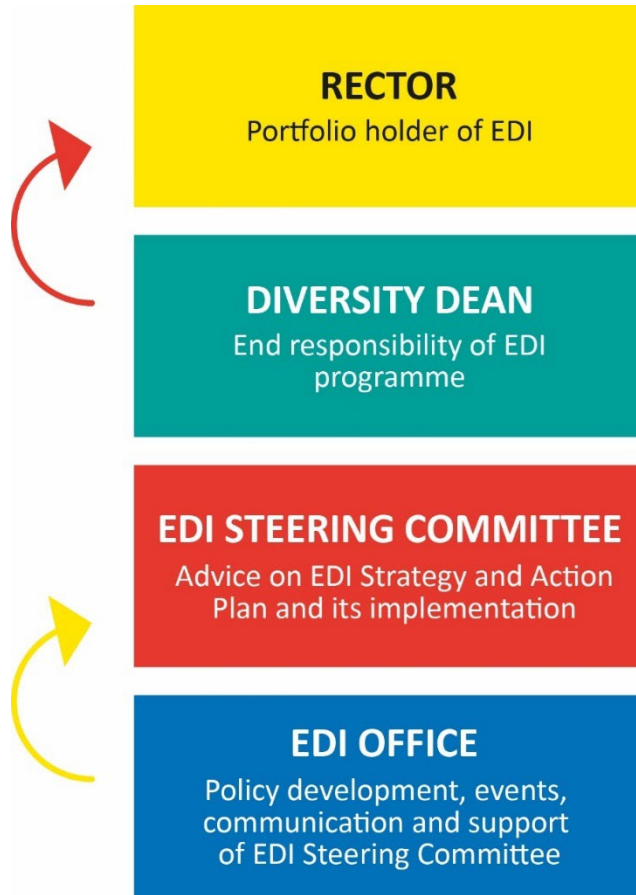 RECTOR
Portfolio holder of EDI
DIVERSITY DEAN
End responsibility of EDI
programme
EDI STEERING COMMITTEE
Advice on EDI Strategy and Action
Plan and its implementation
EDI OFFICE
Policy development, events,
communication and support
of EDI Steering Committee